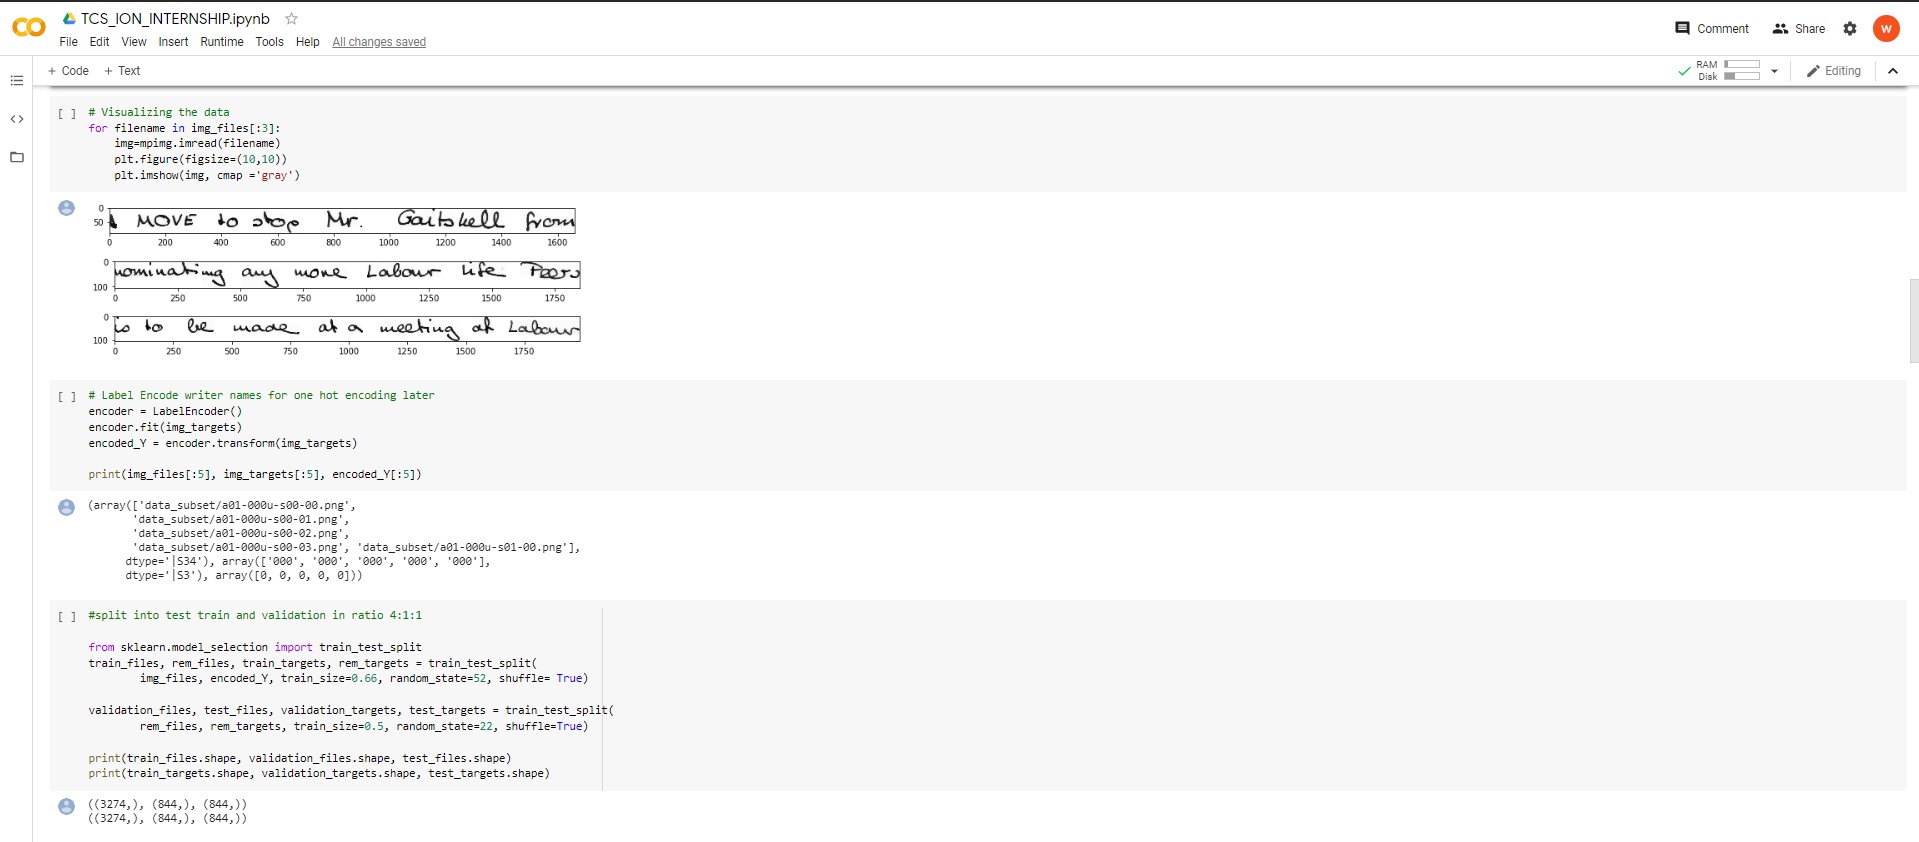 TCS_ION_INTERNSHIP.ipynb
File Edit View Insert Runtime Tools Help All changes saved
Comment Share W
+ Code + Text
RAM
Disk
Editing
[ ] # Visualizing the data
for filename in img_files[:3]:
img=mpimg.imread(filename)
plt.figure(figsize=(10,10))
plt.imshow(img, cmap ='gray')
0
50
MOVE to stop Mr. Gaitskell from
0 200 400 600 800 1000 1200 1400 1600
0
nominating any more Labour life Peers
100
0 250 500 750 1000 1250 1500 1750
0
is to be made at a meeting of Labour
100
0 250 500 750 1000 1250 1500 1750
[ ] # Label Encode writer names for one hot encoding later
encoder = LabelEncoder()
encoder.fit(img_targets)
encoded_Y = encoder.transform(img_targets)
print(img_files[:5], img_targets[:5], encoded_Y[:5])
(array(['data_subset/a01-000u-s00-00.png',
'data_subset/a01-000u-s00-01.png',
'data_subset/a01-000u-s00-02.png',
'data_subset/a01-000u-s00-03.png', 'data_subset/a01-000u-s01-00.png'],
dtype='|S34'), array(['000', '000', '000', '000', '000'],
dtype='|S3'), array([0, 0, 0, 0, 0]))
[ ] #split into test train and validation in ratio 4:1:1
from sklearn.model_selection import train_test_split
train_files, rem_files, train_targets, rem_targets = train_test_split(
img_files, encoded_Y, train_size=0.66, random_state=52, shuffle= True)
validation_files, test_files, validation_targets, test_targets = train_test_split(
rem_files, rem_targets, train_size=0.5, random_state=22, shuffle=True)
print(train_files.shape, validation_files.shape, test_files.shape)
print(train_targets.shape, validation_targets.shape, test_targets.shape)
((3274,), (844,), (844,))
((3274,), (844,), (844,))